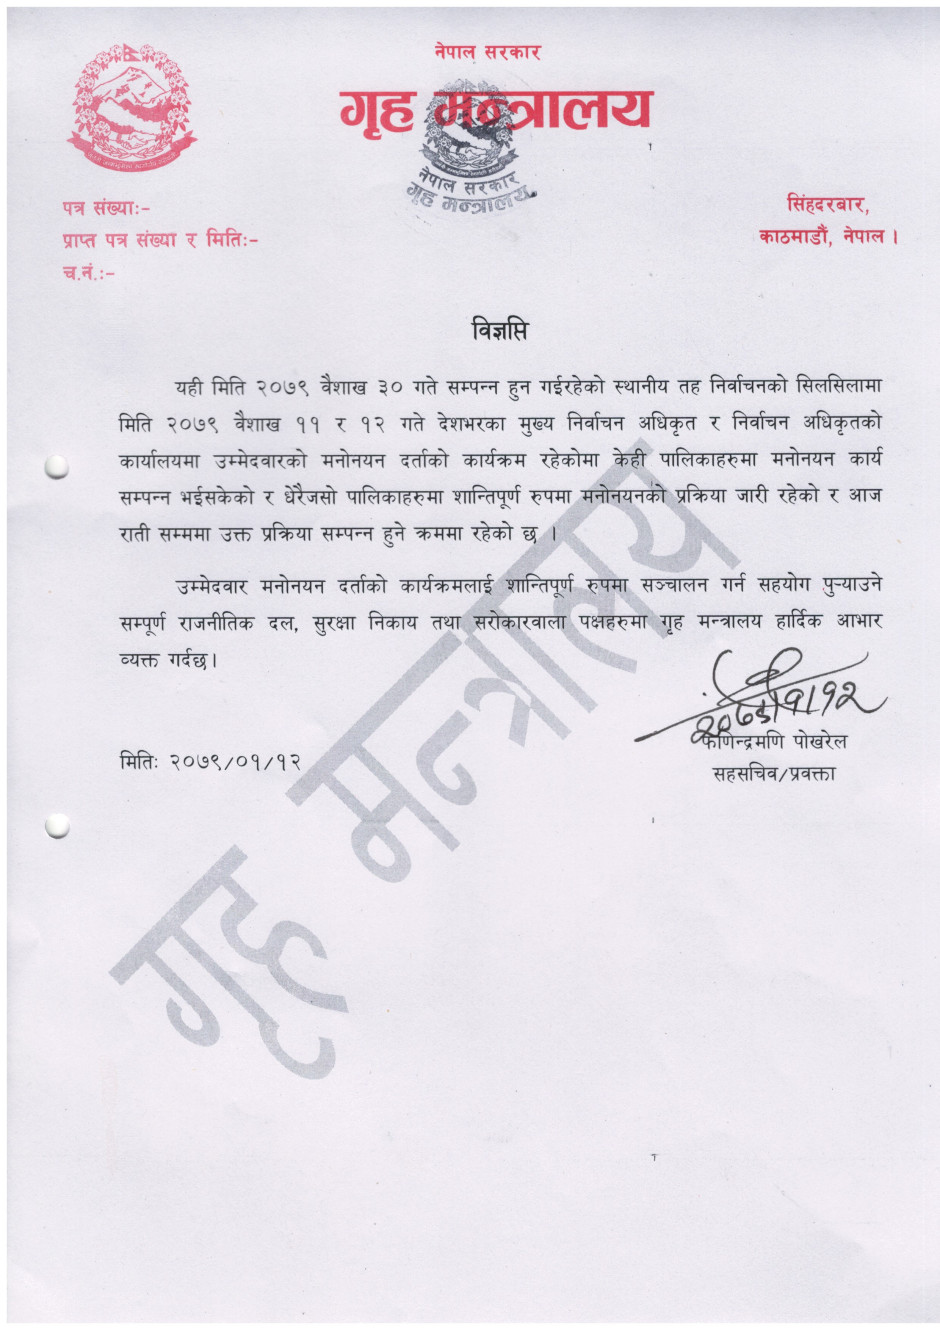 नेपाल सरकार
गृह मन्त्रालय
नेपाल सरकार
गृह मन्त्रालय
पत्र संख्याः-
प्राप्त पत्र संख्या र मितिः-
च.नं.:-
सिंहदरबार,
काठमाडौं, नेपाल ।
विज्ञप्ति
यही मिति २०७९ वैशाख ३० गते सम्पन्न हुन गईरहेको स्थानीय तह निर्वाचनको सिलसिलामा
मिति २०७९ वैशाख ११ र १२ गते देशभरका मुख्य निर्वाचन अधिकृत र निर्वाचन अधिकृतको
कार्यालयमा उम्मेदवारको मनोनयन दर्ताको कार्यक्रम रहेकोमा केही पालिकाहरुमा मनोनयन कार्य
सम्पन्न भईसकेको र धेरैजसो पालिकाहरुमा शान्तिपूर्ण रुपमा मनोनयनको प्रक्रिया जारी रहेको र आज
राती सम्ममा उक्त प्रक्रिया सम्पन्न हुने क्रममा रहेको छ ।
उम्मेदवार मनोनयन दर्ताको कार्यक्रमलाई शान्तिपूर्ण रुपमा सञ्चालन गर्न सहयोग पुऱ्याउने
सम्पूर्ण राजनीतिक दल, सुरक्षा निकाय तथा सरोकारवाला पक्षहरुमा गृह मन्त्रालय हार्दिक आभार
व्यक्त गर्दछ।
२०७९/१/१२
फणिन्द्रमणि पोखरेल
सहसचिव/प्रवक्ता
मितिः २०७९/०१/१२
गृह मन्त्रालय